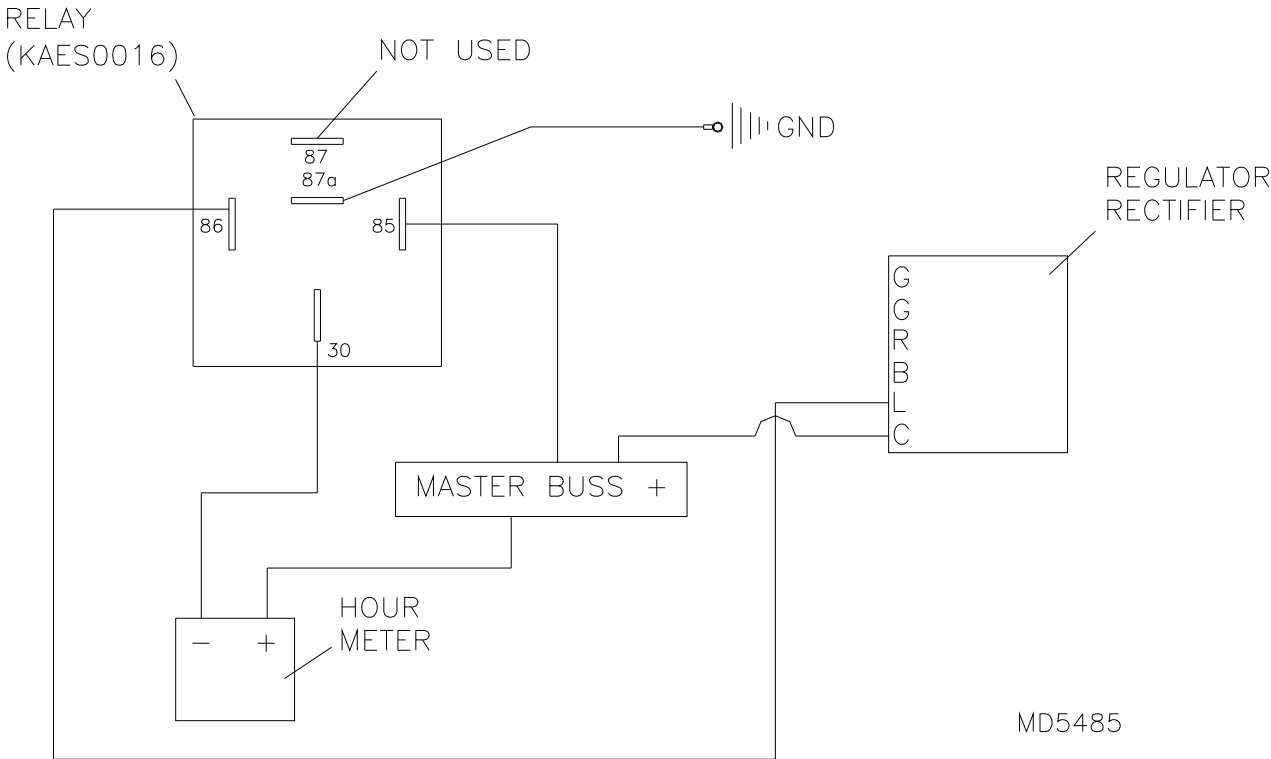 RELAY
(KAES0016)
NOT USED
87
87a
86
85
30
GND
REGULATOR
RECTIFIER
G
G
R
B
L
C
MASTER BUSS +
HOUR
METER
- +
MD5485